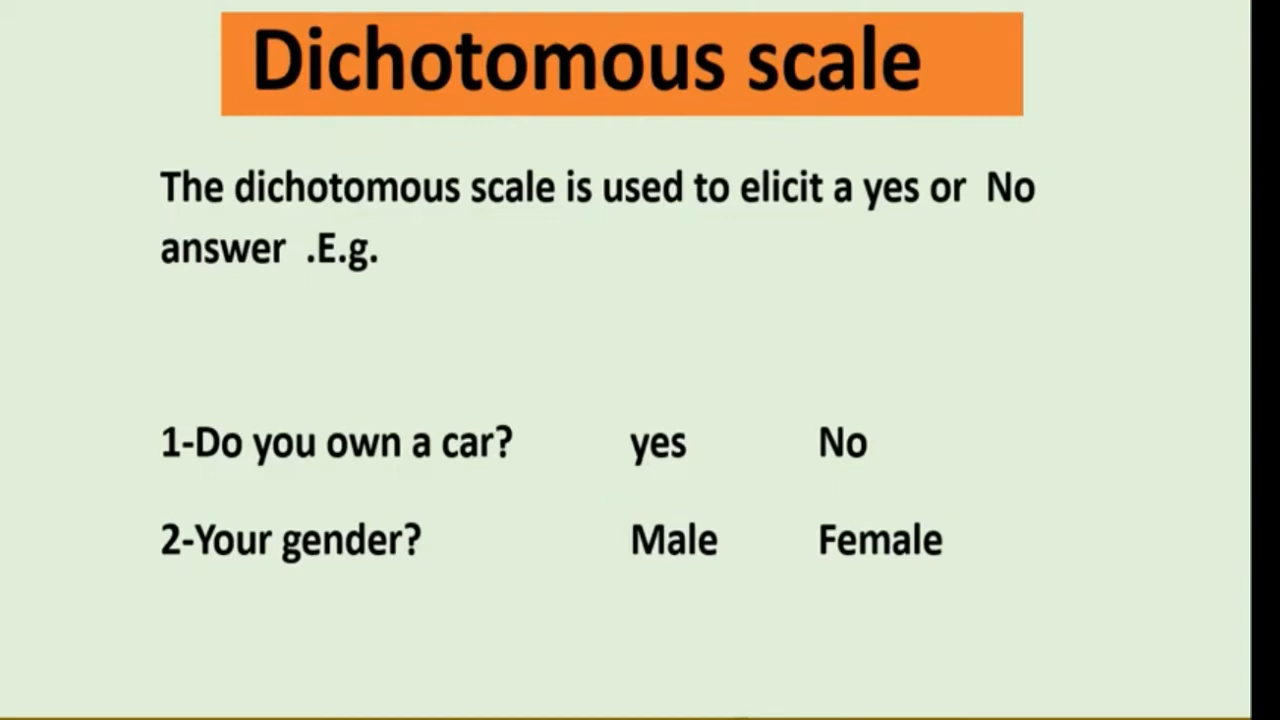 Dichotomous scale
The dichotomous scale is used to elicit a yes or  No
answer  .E.g.
1-Do you own a car? yes No
2-Your gender? Male Female